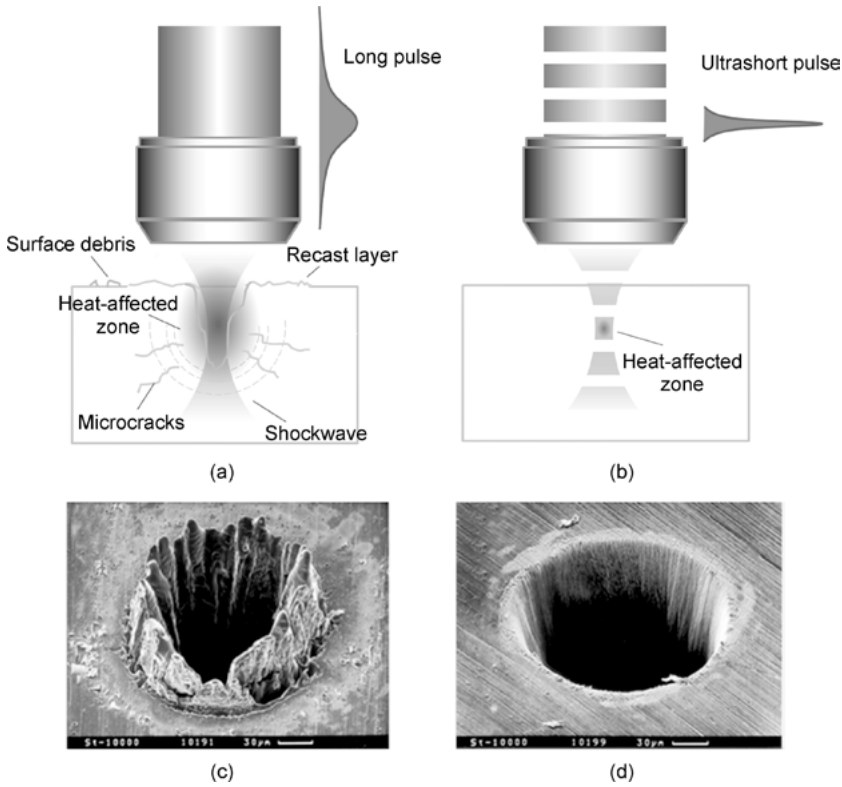 Long pulse
Ultrashort pulse
Surface debris
Recast layer
Heat-affected
zone
Heat-affected
zone
Microcracks
Shockwave
(a)
(b)
St-10000 10191 30µm
St-10000 10199 30µm
(c)
(d)